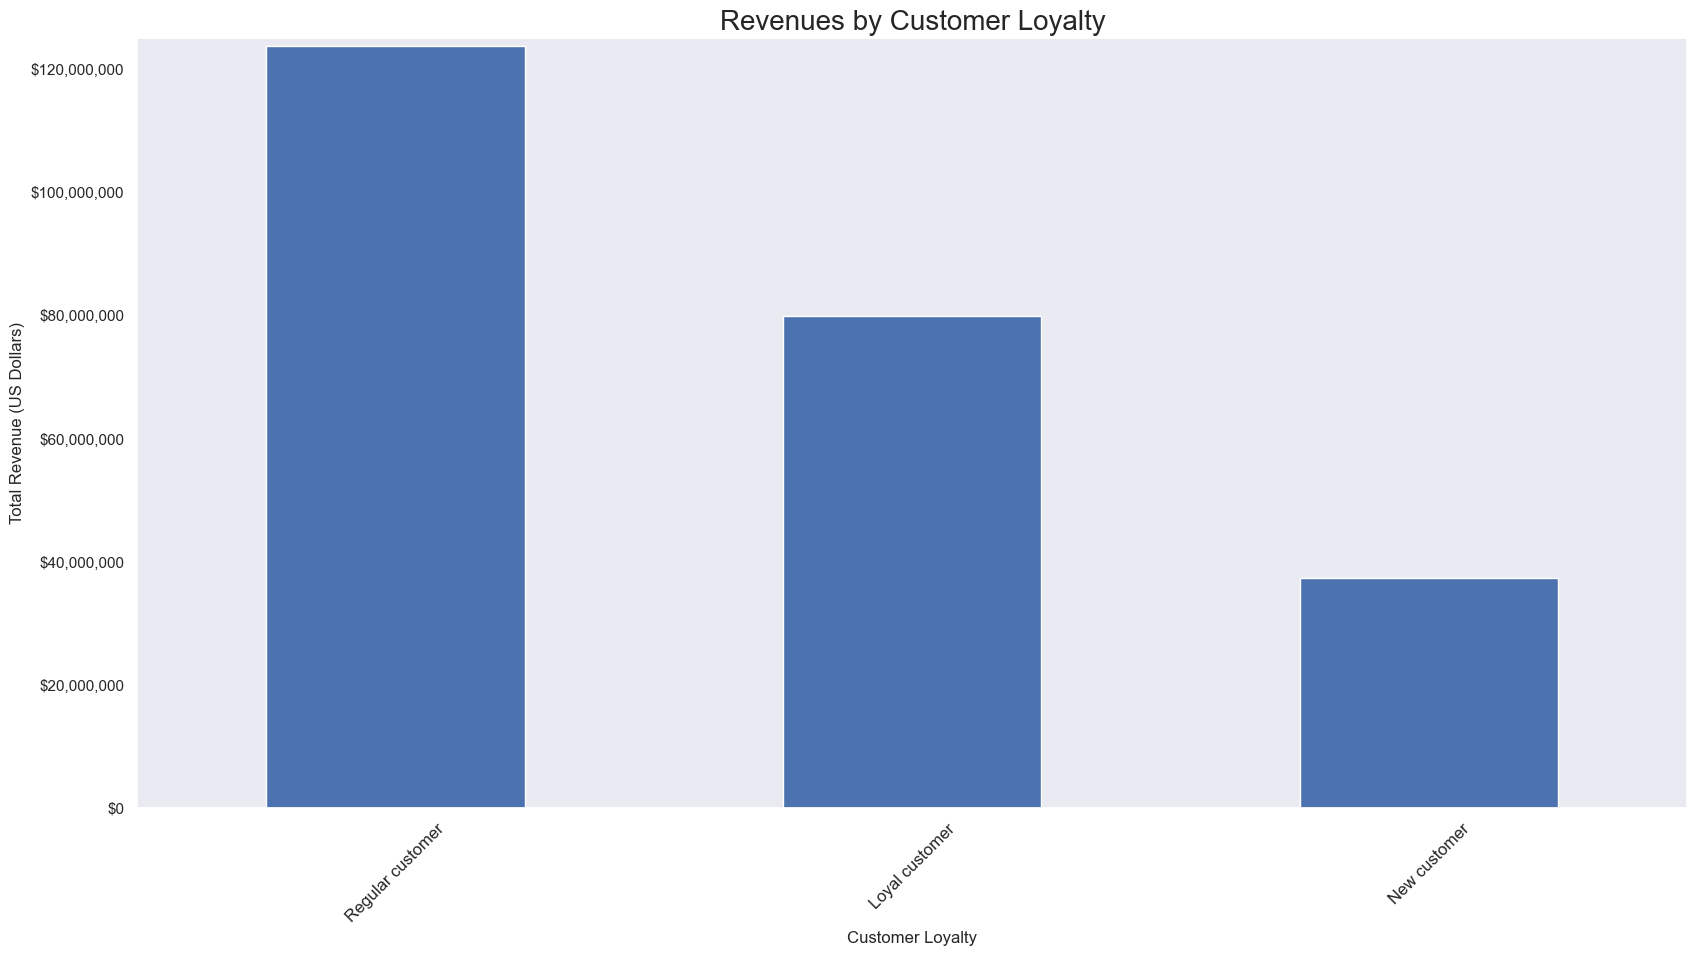 Revenues by Customer Loyalty
Total Revenue (US Dollars)
$120,000,000
$100,000,000
$80,000,000
$60,000,000
$40,000,000
$20,000,000
$0
Regular customer
Loyal customer
New customer
Customer Loyalty